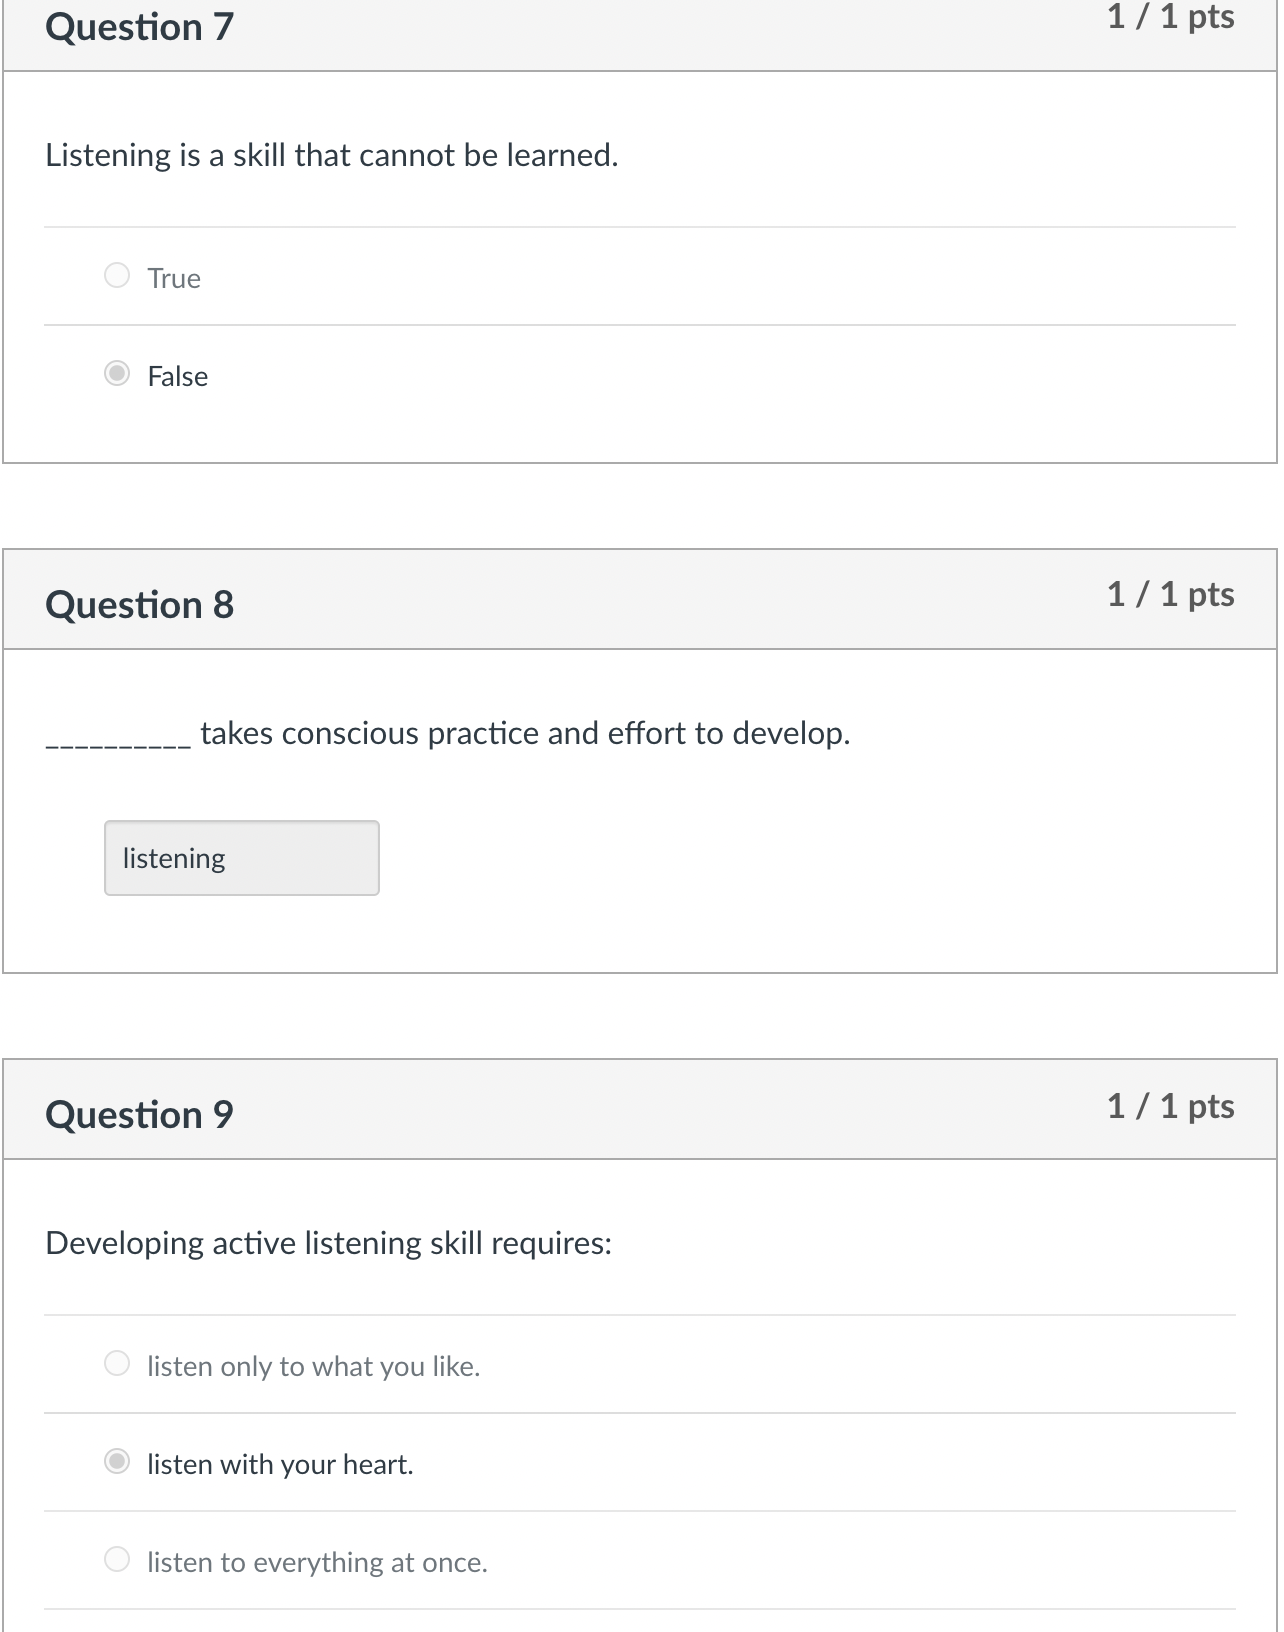 Question 7
1 / 1 pts
Listening is a skill that cannot be learned.
True
False
Question 8
1 / 1 pts
__________ takes conscious practice and effort to develop.
listening
Question 9
1 / 1 pts
Developing active listening skill requires:
listen only to what you like.
listen with your heart.
listen to everything at once.